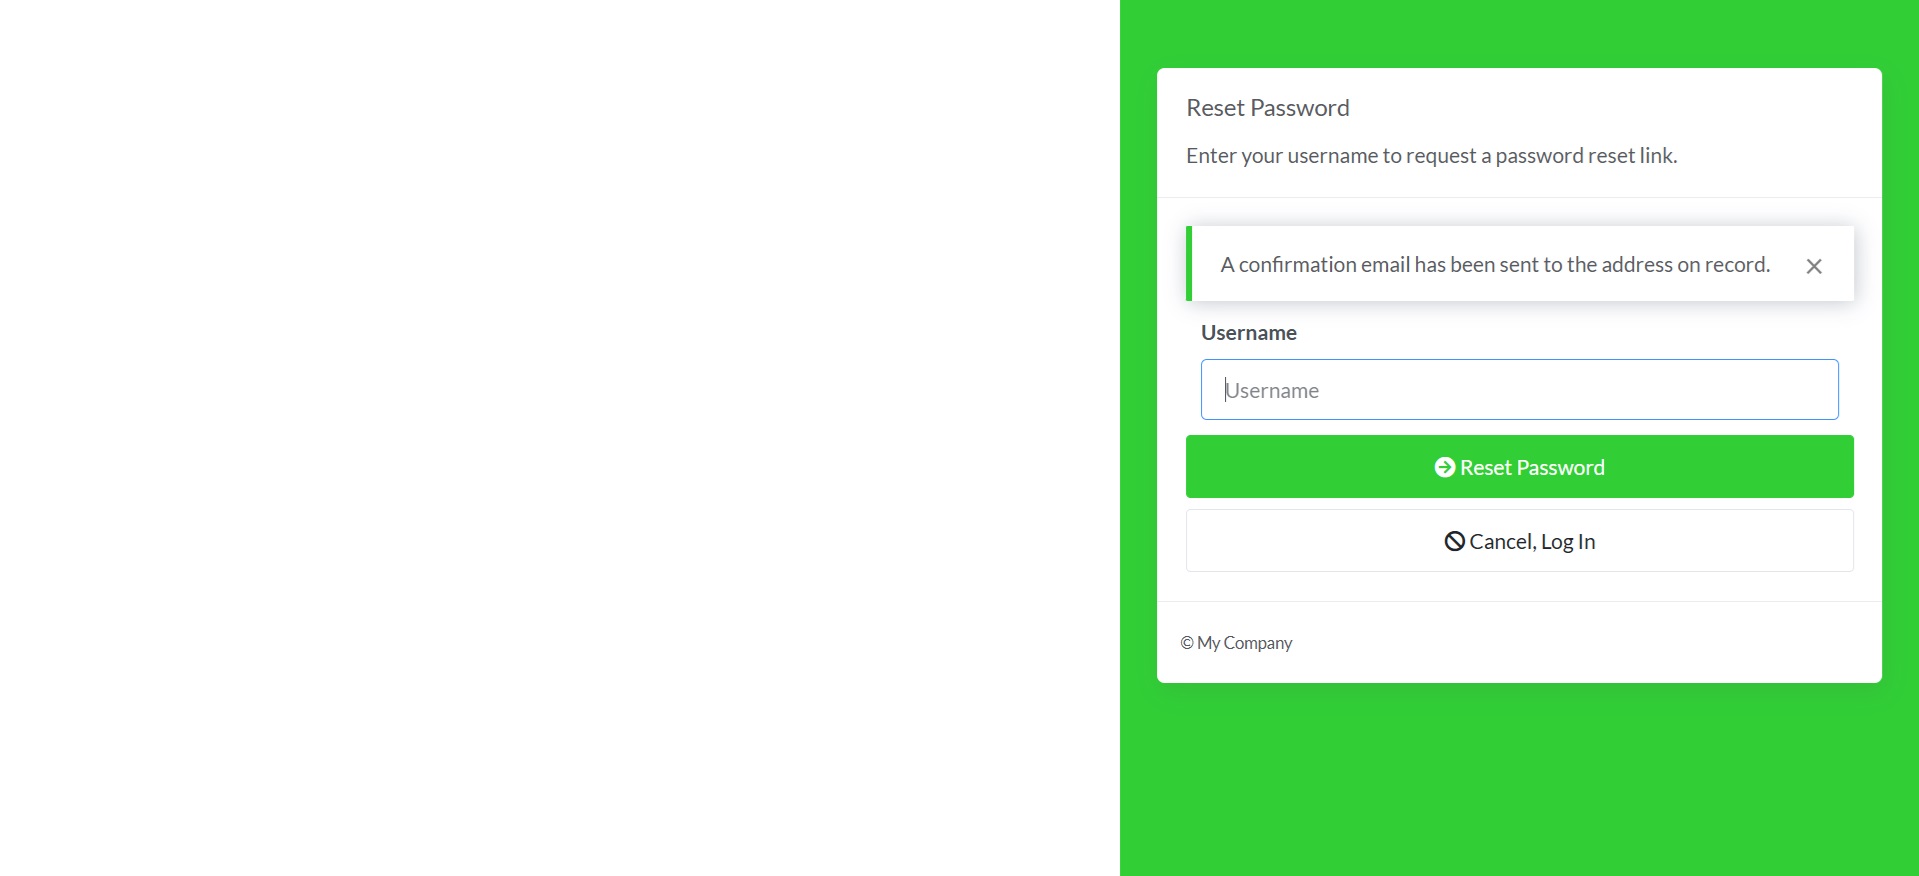 Reset Password
Enter your username to request a password reset link.
A confirmation email has been sent to the address on record.
Username
Username
Reset Password
Cancel, Log In
© My Company